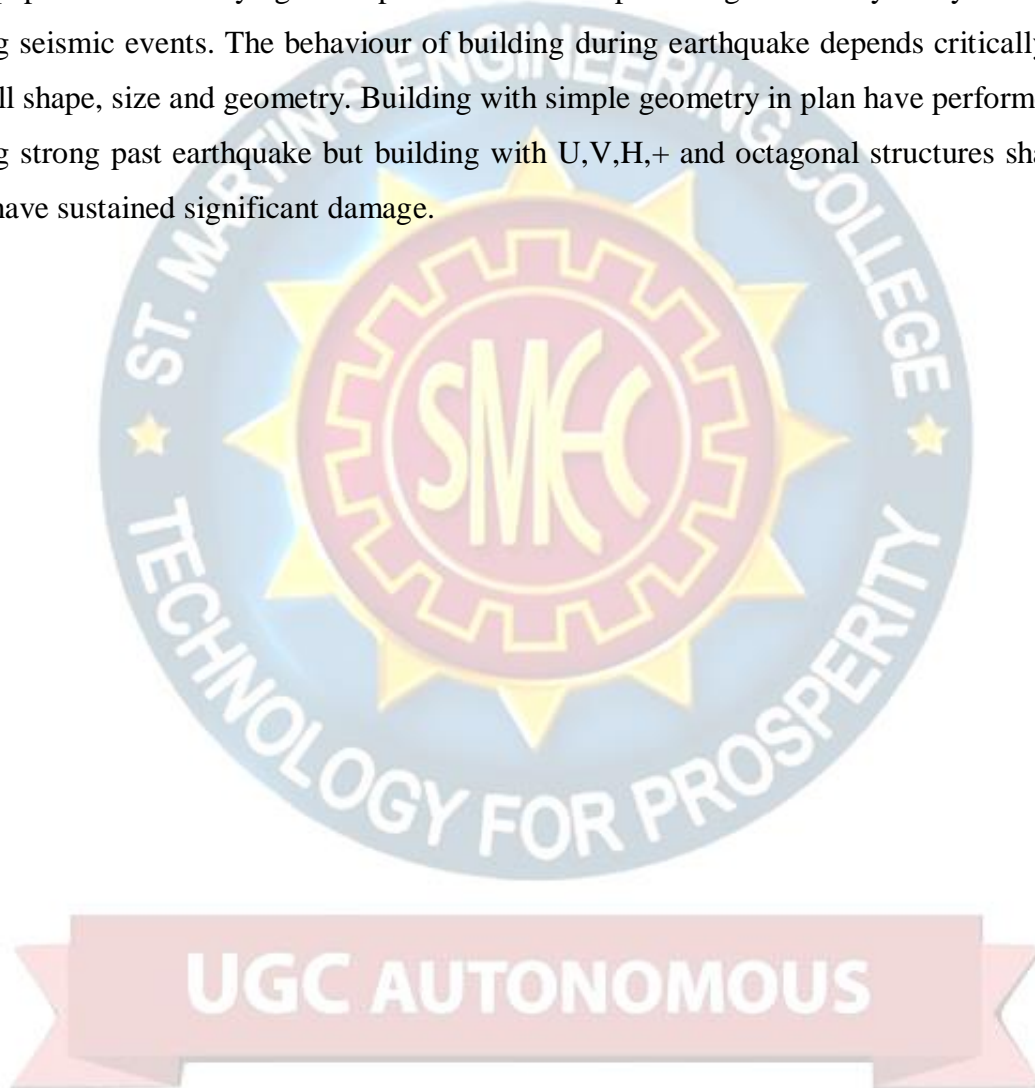 g seismic events. The behaviour of building during earthquake depends critically
ll shape, size and geometry. Building with simple geometry in plan have perform
g strong past earthquake but building with U,V,H,+ and octagonal structures sha
have sustained significant damage.
ST. MARTIN'S ENGINEERING COLLEGE
SMEC
TECHNOLOGY FOR PROSPERITY
UGC AUTONOMOUS